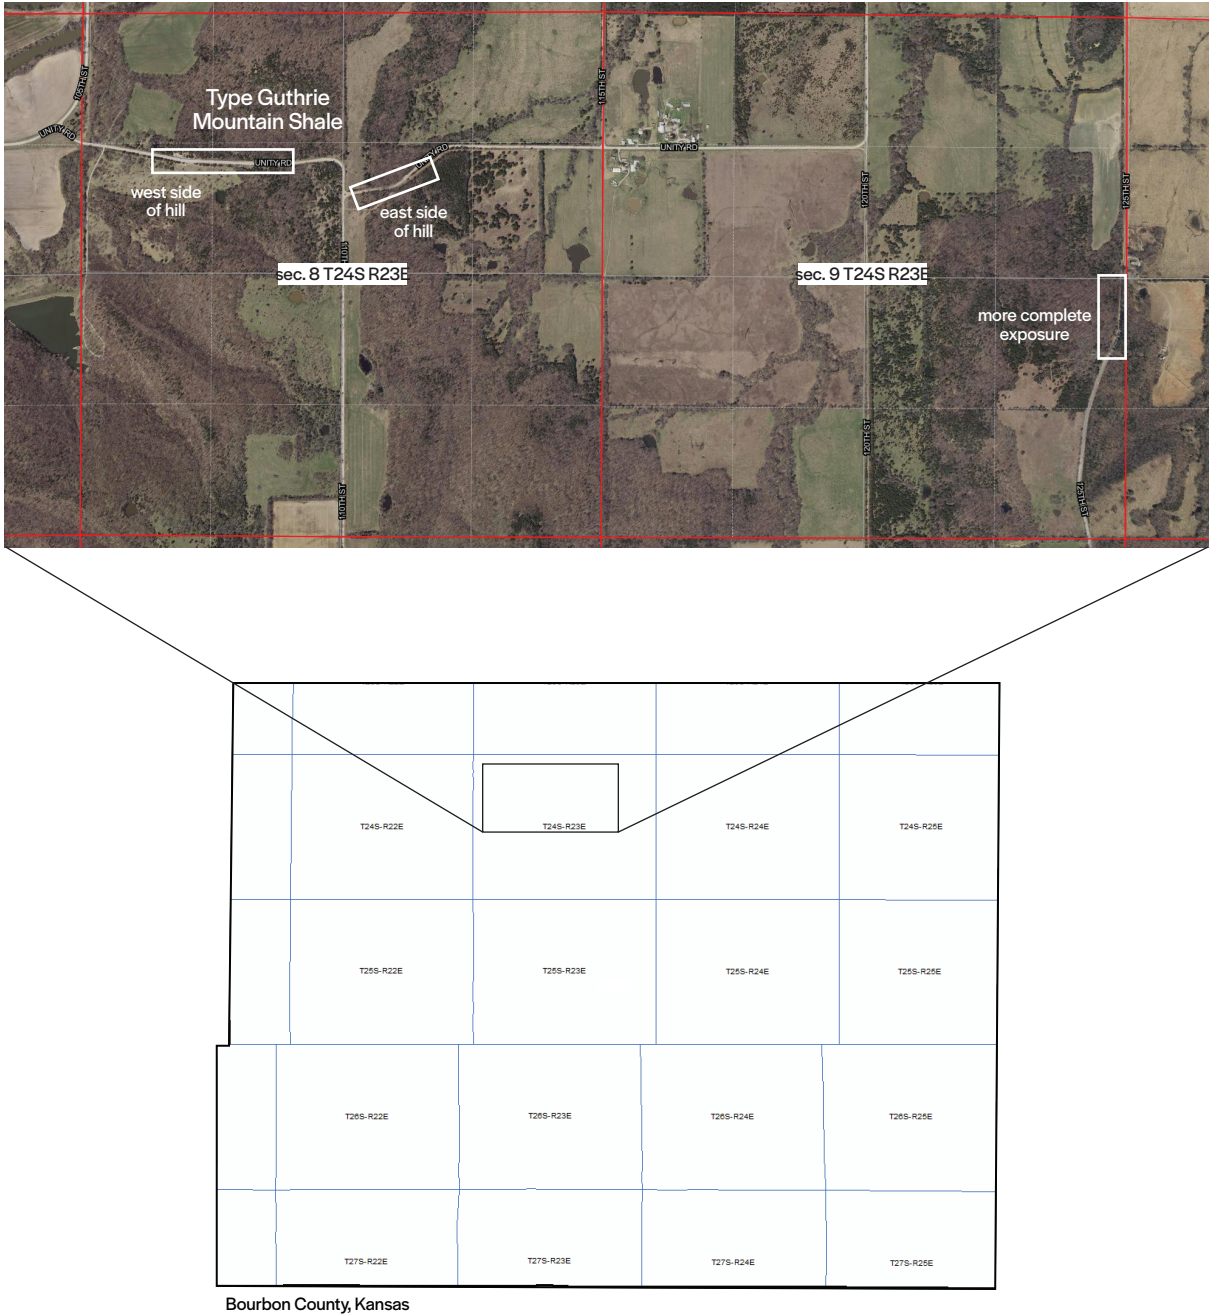 105TH ST
UNITY RD
Type Guthrie
Mountain Shale
UNITY RD
west side
of hill
UNITY RD
east side
of hill
110TH ST
115TH ST
UNITY RD
120TH ST
125TH ST
sec. 8 T24S R23E
sec. 9 T24S R23E
more complete
exposure
110TH ST
120TH ST
125TH ST
T24S-R22E
T24S-R23E
T24S-R24E
T24S-R25E
T25S-R22E
T25S-R23E
T25S-R24E
T25S-R25E
T26S-R22E
T26S-R23E
T26S-R24E
T26S-R25E
T27S-R22E
T27S-R23E
T27S-R24E
T27S-R25E
Bourbon County, Kansas